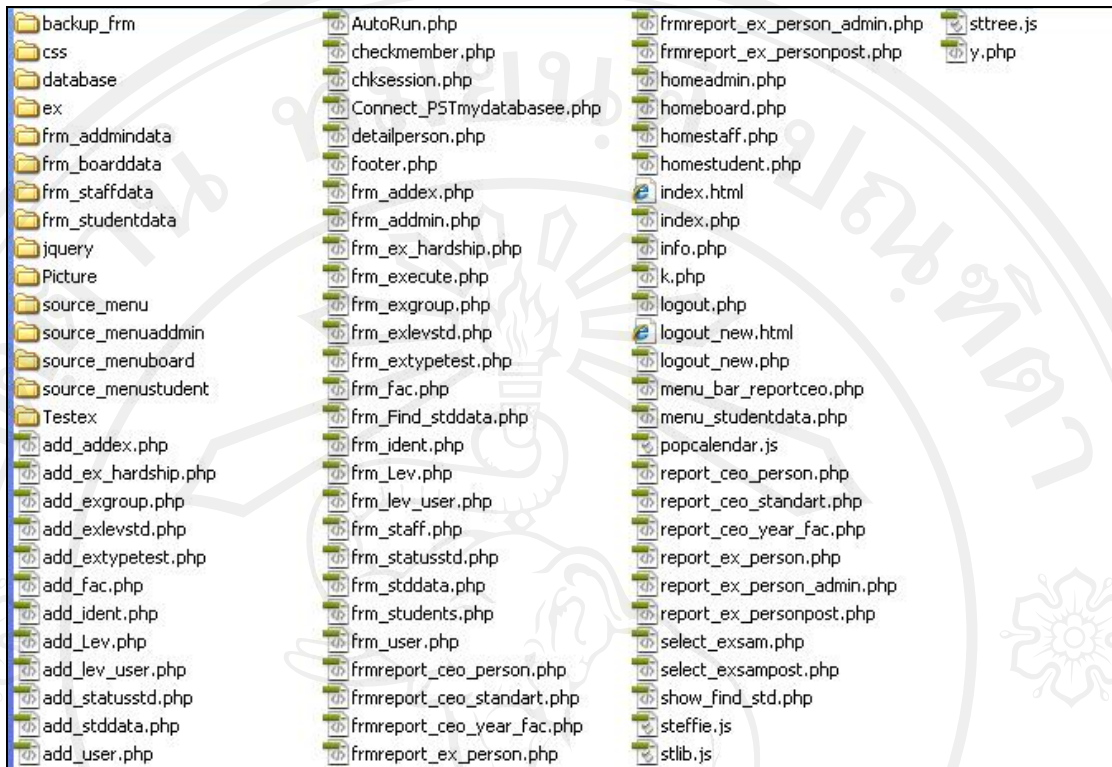 backup_frm
css
database
ex
frm_addmindata
frm_boarddata
frm_staffdata
frm_studentdata
jquery
Picture
source_menu
source_menuaddmin
source_menuboard
source_menustudent
Testex
add_addex.php
add_ex_hardship.php
add_exgroup.php
add_exlevstd.php
add_extypetest.php
add_fac.php
add_ident.php
add_Lev.php
add_lev_user.php
add_statusstd.php
add_stddata.php
add_user.php
AutoRun.php
checkmember.php
chksession.php
Connect_PSTmydatabasee.php
detailperson.php
footer.php
frm_addex.php
frm_addmin.php
frm_ex_hardship.php
frm_execute.php
frm_exgroup.php
frm_exlevstd.php
frm_extypetest.php
frm_fac.php
frm_Find_stddata.php
frm_ident.php
frm_Lev.php
frm_lev_user.php
frm_staff.php
frm_statusstd.php
frm_stddata.php
frm_students.php
frm_user.php
frmreport_ceo_person.php
frmreport_ceo_standart.php
frmreport_ceo_year_fac.php
frmreport_ex_person.php
frmreport_ex_person_admin.php
frmreport_ex_personpost.php
homeadmin.php
homeboard.php
homestaff.php
homestudent.php
index.html
index.php
info.php
k.php
logout.php
logout_new.html
logout_new.php
menu_bar_reportceo.php
menu_studentdata.php
popcalendar.js
report_ceo_person.php
report_ceo_standart.php
report_ceo_year_fac.php
report_ex_person.php
report_ex_person_admin.php
report_ex_personpost.php
select_exsam.php
select_exsampost.php
show_find_std.php
steffie.js
stlib.js
sttree.js
y.php